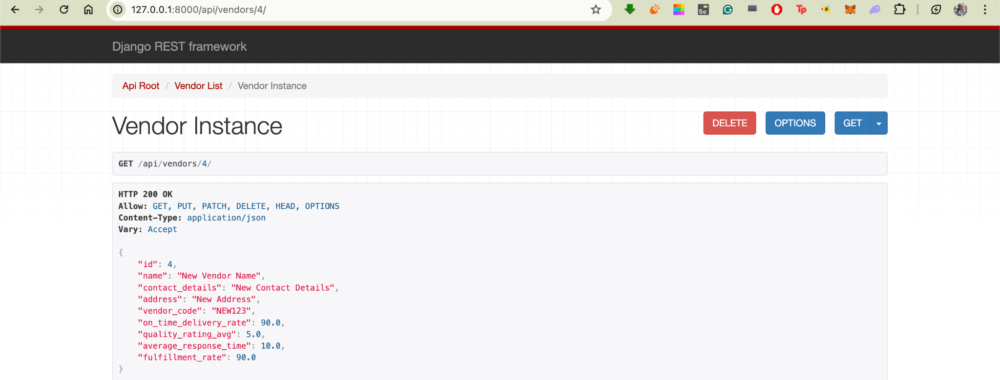 127.0.0.1:8000/api/vendors/4/
Se
G
Tp
F
Django REST framework
Api Root / Vendor List / Vendor Instance
Vendor Instance
DELETE
OPTIONS
GET
GET /api/vendors/4/
HTTP 200 OK
Allow: GET, PUT, PATCH, DELETE, HEAD, OPTIONS
Content-Type: application/json
Vary: Accept
{
    "id": 4,
    "name": "New Vendor Name",
    "contact_details": "New Contact Details",
    "address": "New Address",
    "vendor_code": "NEW123",
    "on_time_delivery_rate": 90.0,
    "quality_rating_avg": 5.0,
    "average_response_time": 10.0,
    "fulfillment_rate": 90.0
}